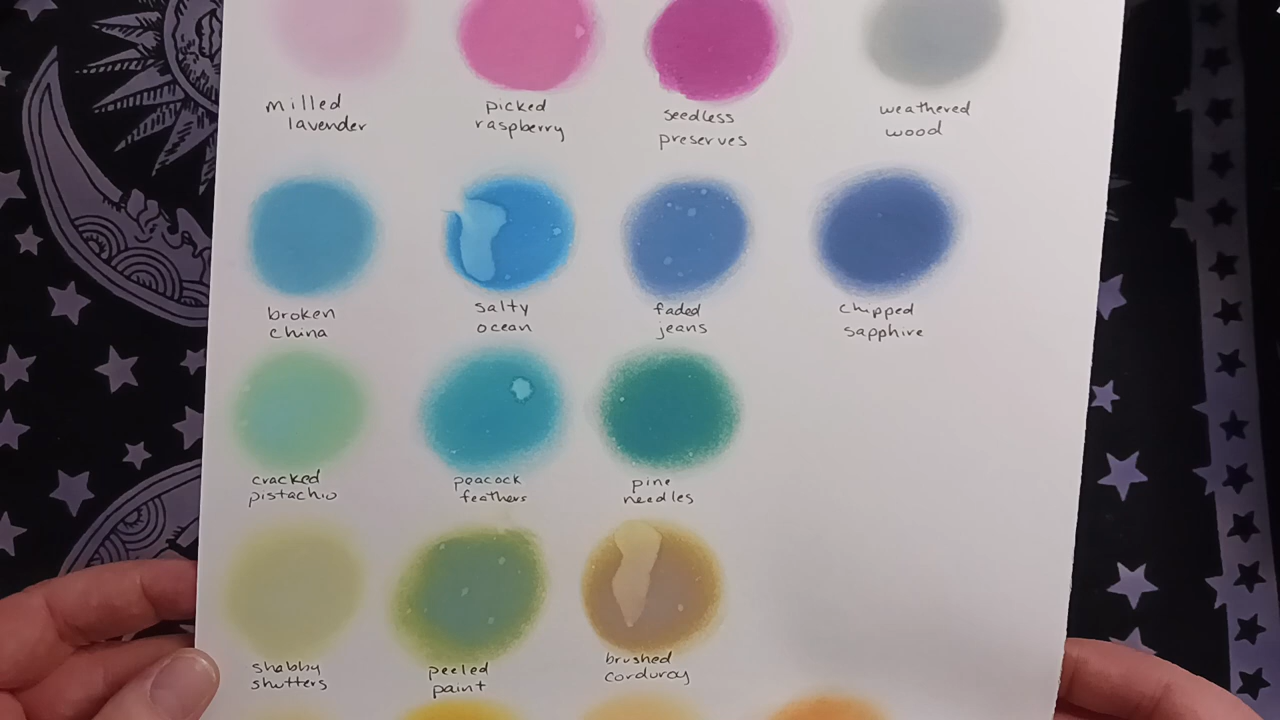 milled
lavender
picked
raspberry
seedless
preserves
weathered
wood
broken
china
salty
ocean
faded
jeans
chipped
sapphire
cracked
pistachio
peacock
feathers
pine
needles
shabby
shutters
peeled
paint
brushed
corduroy